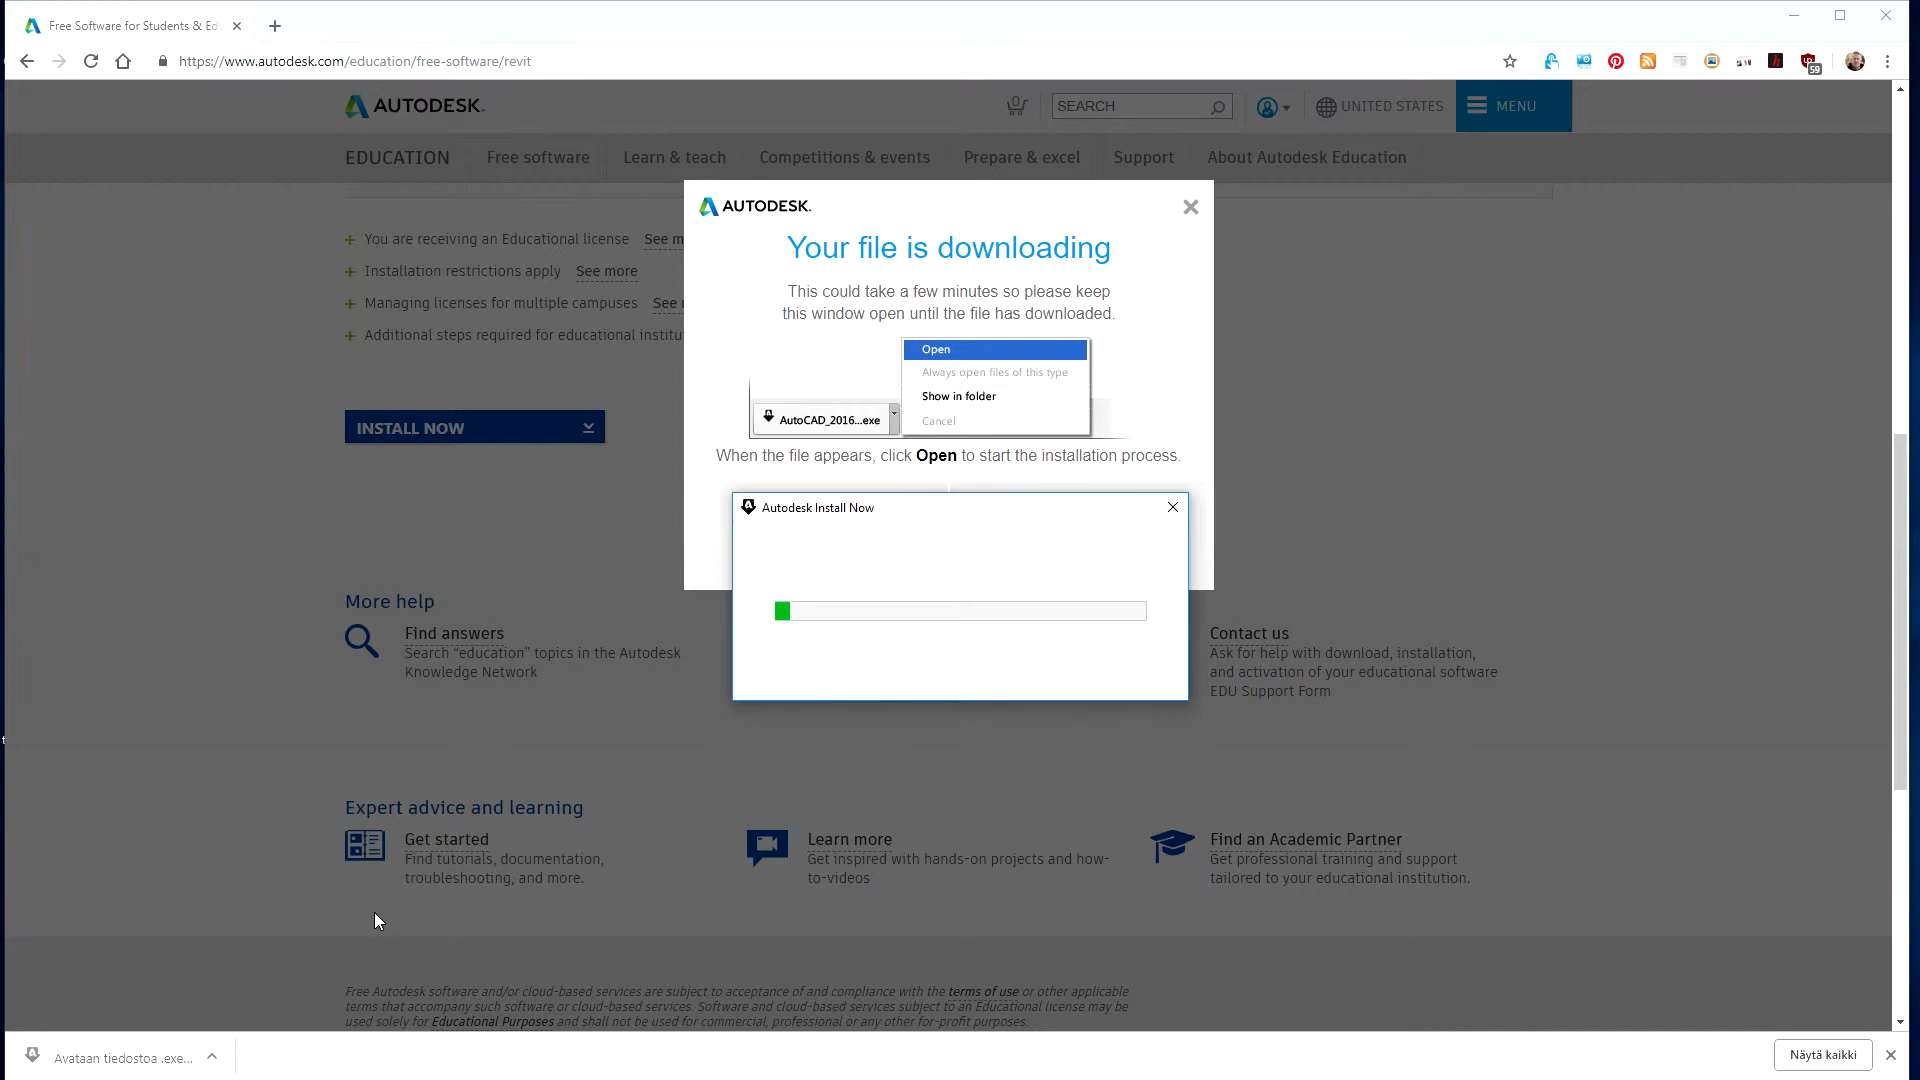 Free Software for Students & Ed
https://www.autodesk.com/education/free-software/revit
59
AUTODESK.
0
SEARCH
UNITED STATES
MENU
EDUCATION
Free software
Learn & teach
Competitions & events
Prepare & excel
Support
About Autodesk Education
You are receiving an Educational license See m
Installation restrictions apply See more
Managing licenses for multiple campuses See
Additional steps required for educational institu
INSTALL NOW
AUTODESK.
Your file is downloading
This could take a few minutes so please keep
this window open until the file has downloaded.
Open
Always open files of this type
Show in folder
Cancel
AutoCAD_2016...exe
When the file appears, click Open to start the installation process.
Autodesk Install Now
More help
Find answers
Search “education” topics in the Autodesk
Knowledge Network
Contact us
Ask for help with download, installation,
and activation of your educational software
EDU Support Form
Expert advice and learning
Get started
Find tutorials, documentation,
troubleshooting, and more.
Learn more
Get inspired with hands-on projects and how-
to-videos
Find an Academic Partner
Get professional training and support
tailored to your educational institution.
Free Autodesk software and/or cloud-based services are subject to acceptance of and compliance with the terms of use or other applicable
terms that accompany such software or cloud-based services. Software and cloud-based services subject to an Educational license may be
used solely for Educational Purposes and shall not be used for commercial, professional or any other for-profit purposes.
Avataan tiedostoa .exe...
Näytä kaikki